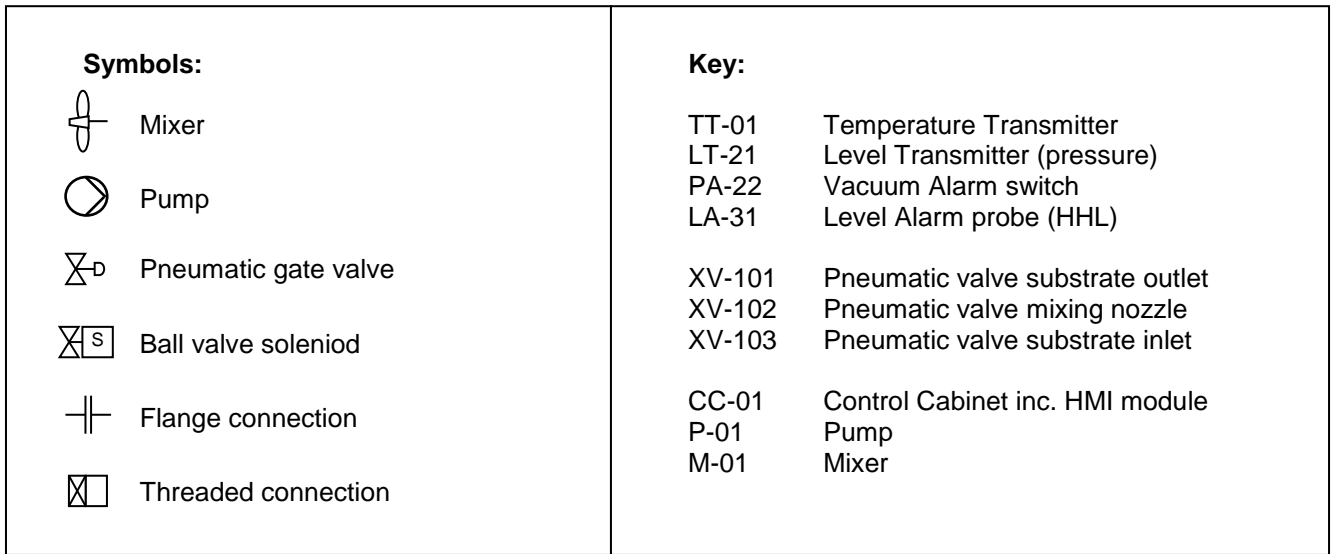 Symbols:
Mixer
Pump
D
Pneumatic gate valve
S
Ball valve soleniod
Flange connection
Threaded connection
Key:
TT-01 Temperature Transmitter
LT-21 Level Transmitter (pressure)
PA-22 Vacuum Alarm switch
LA-31 Level Alarm probe (HHL)
XV-101 Pneumatic valve substrate outlet
XV-102 Pneumatic valve mixing nozzle
XV-103 Pneumatic valve substrate inlet
CC-01 Control Cabinet inc. HMI module
P-01 Pump
M-01 Mixer